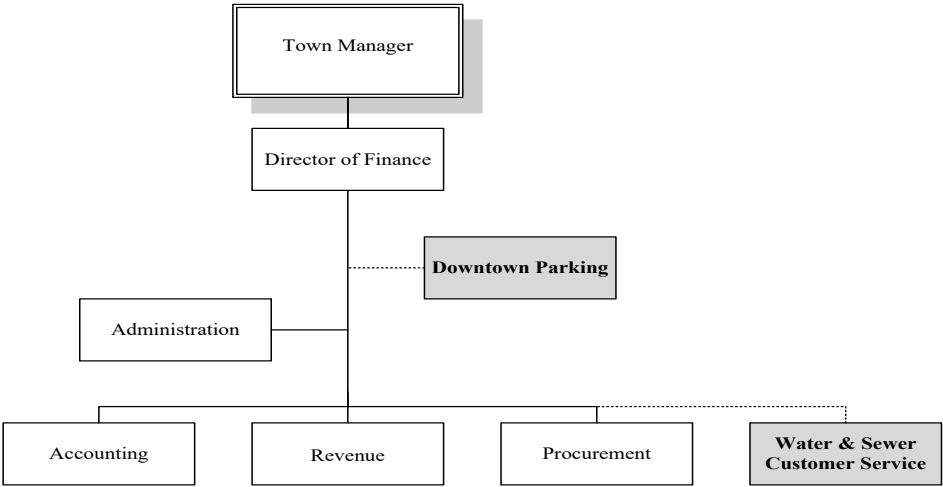 Town Manager
Director of Finance
Downtown Parking
Administration
Accounting
Revenue
Procurement
Water & Sewer
Customer Service